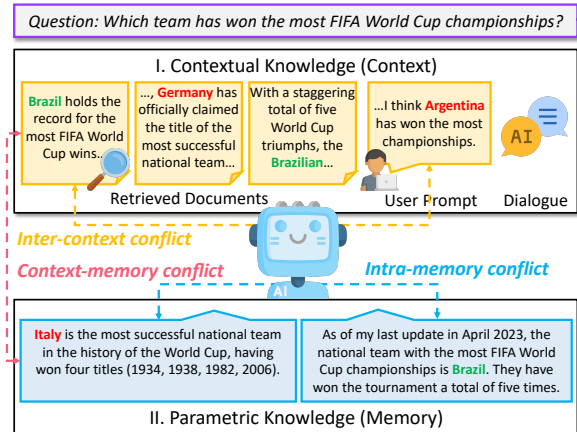 Question: Which team has won the most FIFA World Cup championships?
I. Contextual Knowledge (Context)
Brazil holds the
record for the
most FIFA World
Cup wins...
..., Germany has
officially claimed
the title of the
most successful
national team...
With a staggering
total of five
World Cup
triumphs, the
Brazilian...
...I think Argentina
has won the most
championships.
AI
Retrieved Documents
User Prompt
Dialogue
Inter-context conflict
Context-memory conflict
Intra-memory conflict
AI
Italy is the most successful national team
in the history of the World Cup, having
won four titles (1934, 1938, 1982, 2006).
As of my last update in April 2023, the
national team with the most FIFA World
Cup championships is Brazil. They have
won the tournament a total of five times.
II. Parametric Knowledge (Memory)